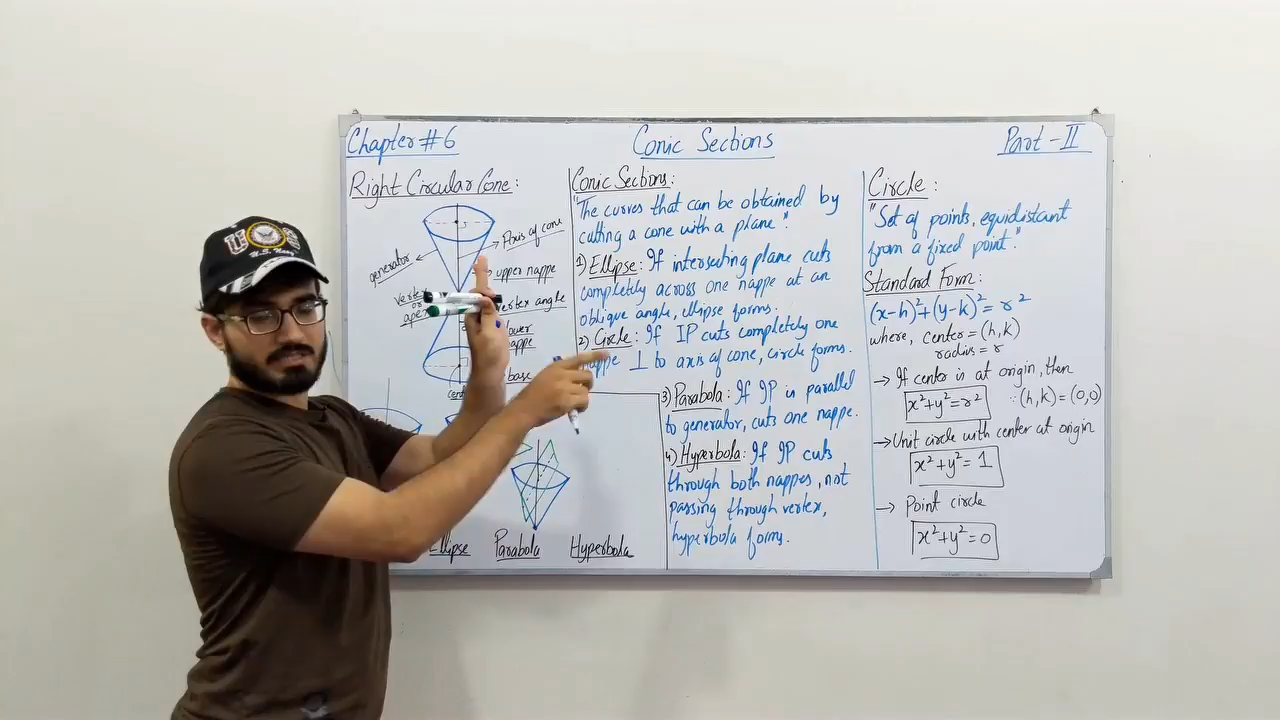 Chapter #6
Conic Sections
Part - II
Right Circular Cone:
Axis of cone
generator
upper nappe
or
vertex angle
lower
base
Ellipse
Parabola
Hyperbola
Conic Sections:
"The curves that can be obtained by
cutting a cone with a plane."
1) Ellipse: If intersecting plane cuts
completely across one nappe at an
oblique angle, ellipse forms.
2) Circle: If IP cuts completely one
nappe ⊥ to axis of cone, circle forms.
3) Parabola: If IP is parallel
to generator, cuts one nappe.
4) Hyperbola: If IP cuts
through both nappes, not
passing through vertex,
hyperbola forms.
Circle:
"Set of points, equidistant
from a fixed point."
Standard Form:
(x-h)²+(y-k)² = r²
where, center = (h,k)
radius = r
→ If center is at origin, then
x²+y²=r² ∵ (h,k) = (0,0)
→ Unit circle with center at origin
x²+y² = 1
→ Point circle
x²+y²=0
U.S. Navy